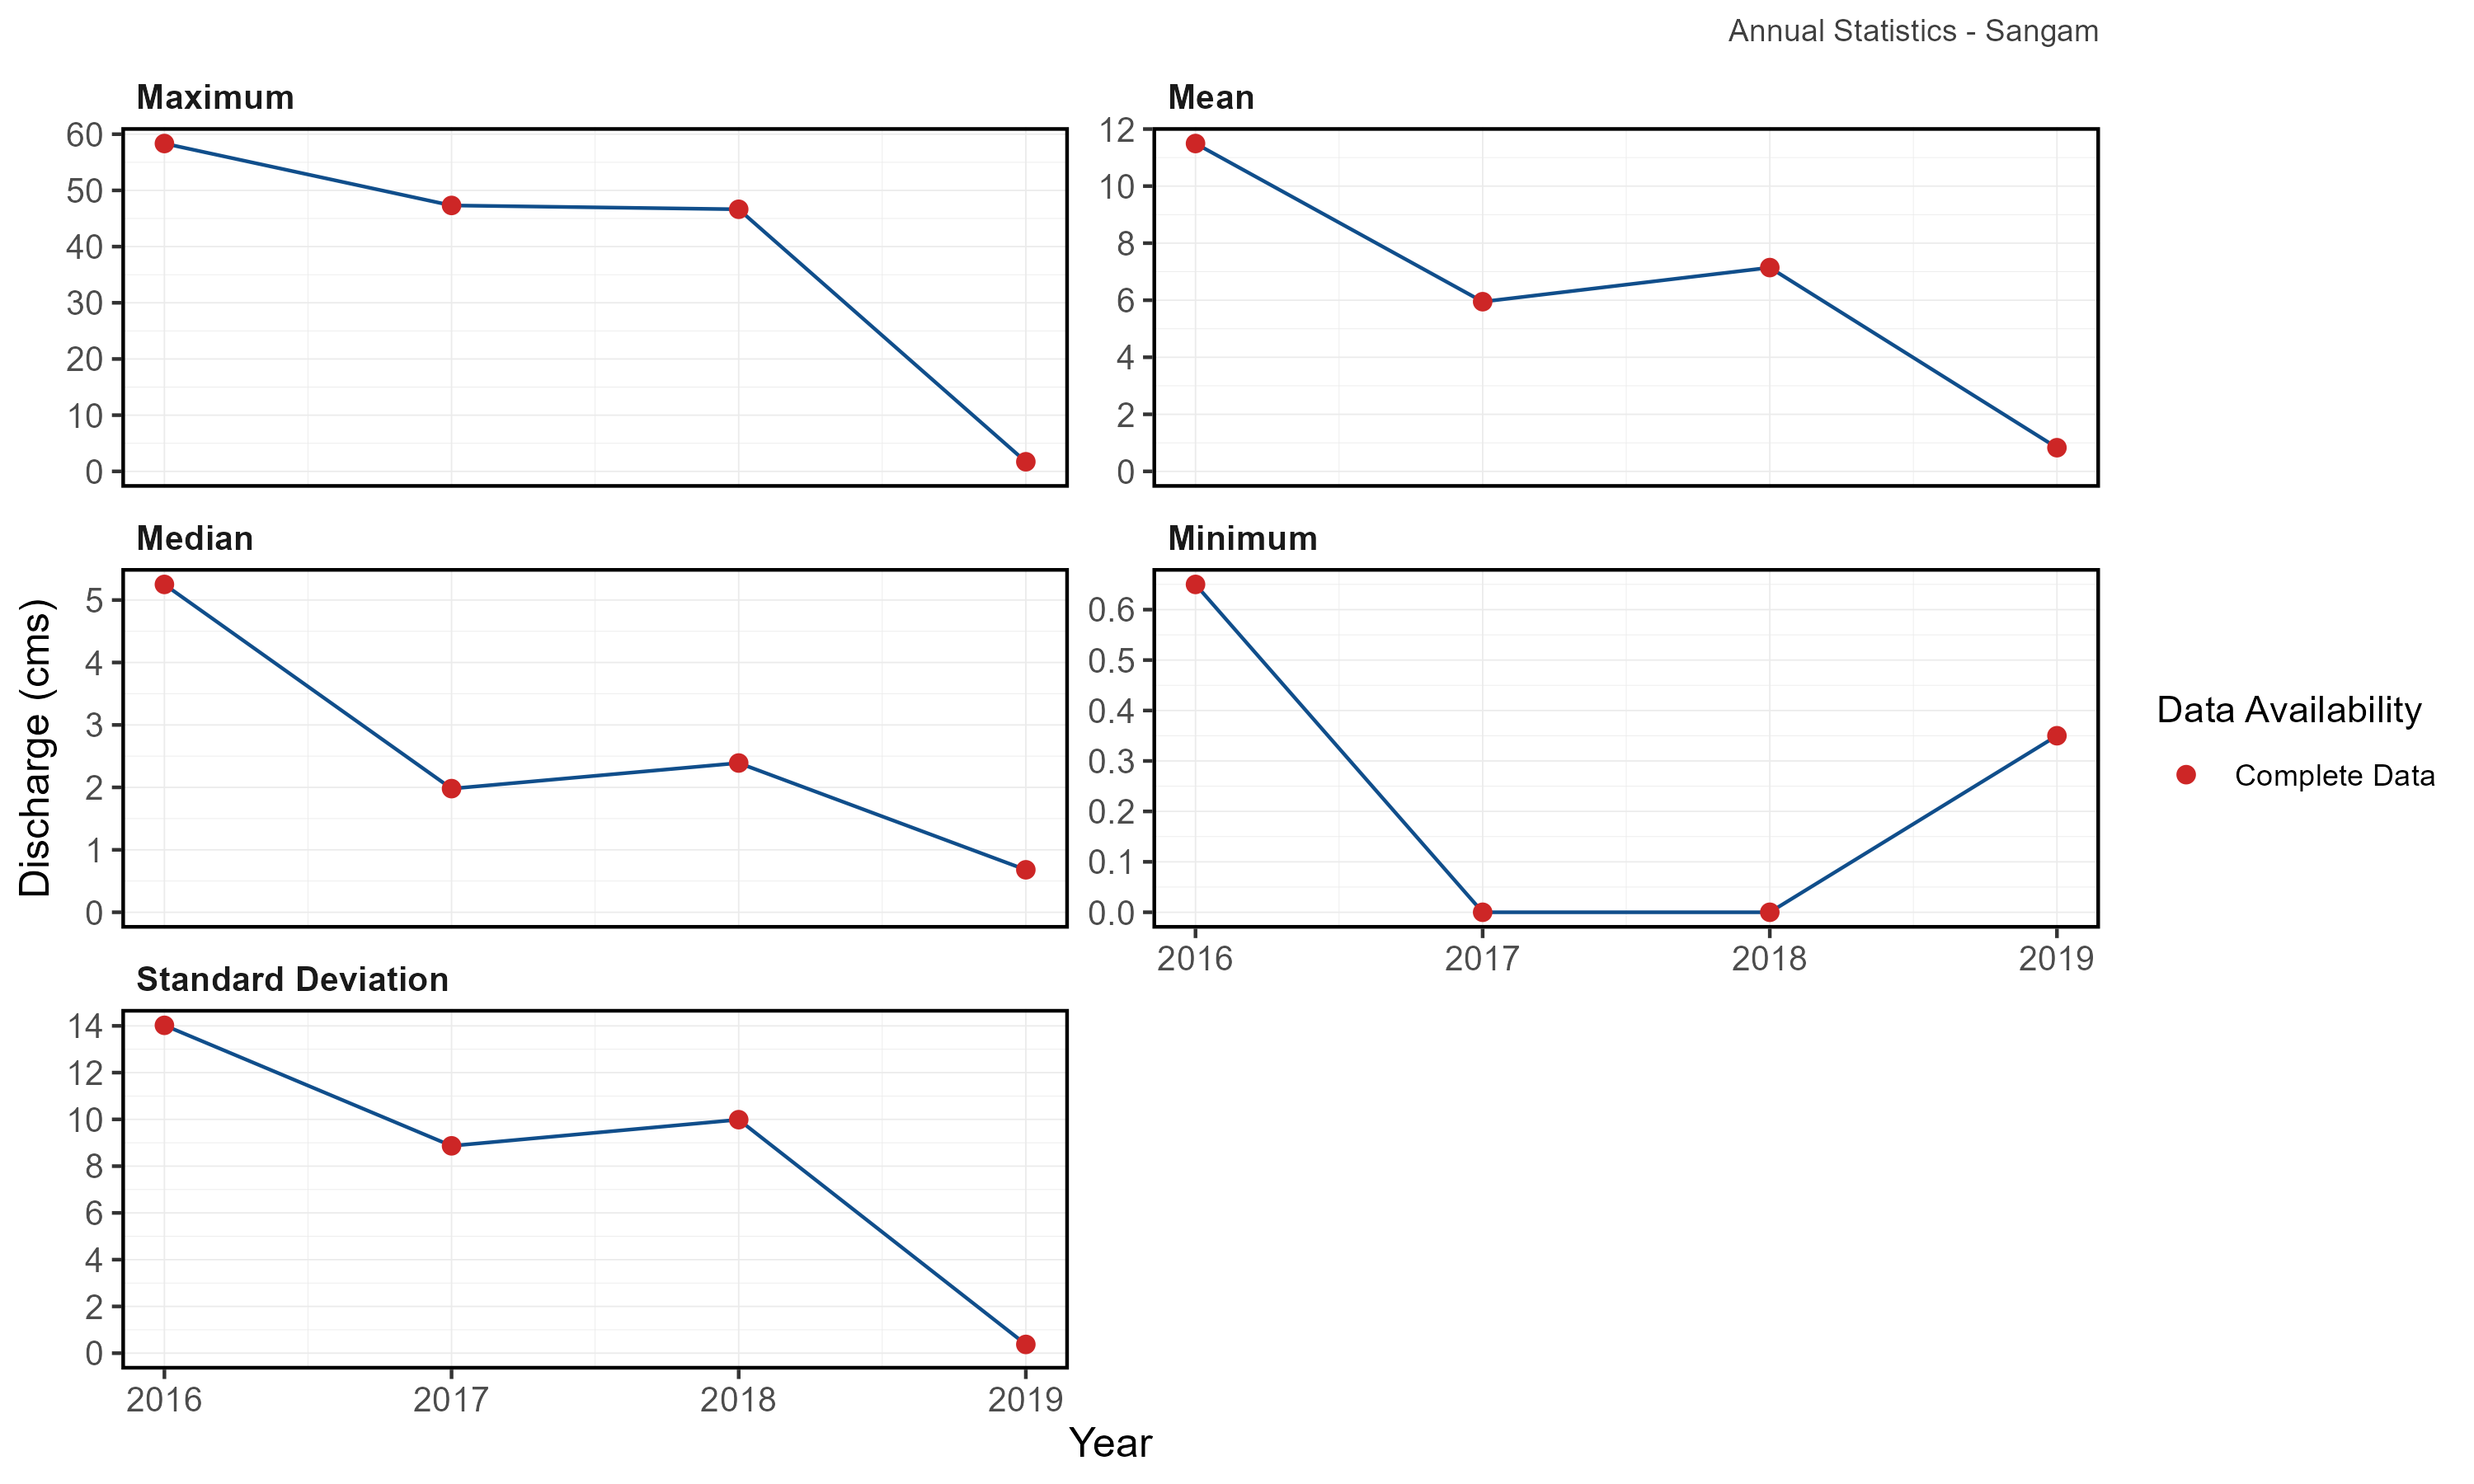 Annual Statistics - Sangam
Maximum
60
50
40
30
20
10
0
Mean
12
10
8
6
4
2
0
Discharge (cms)
Median
5
4
3
2
1
0
Minimum
0.6
0.5
0.4
0.3
0.2
0.1
0.0
2016 2017 2018 2019
Standard Deviation
14
12
10
8
6
4
2
0
2016 2017 2018 2019
Year
Data Availability
Complete Data